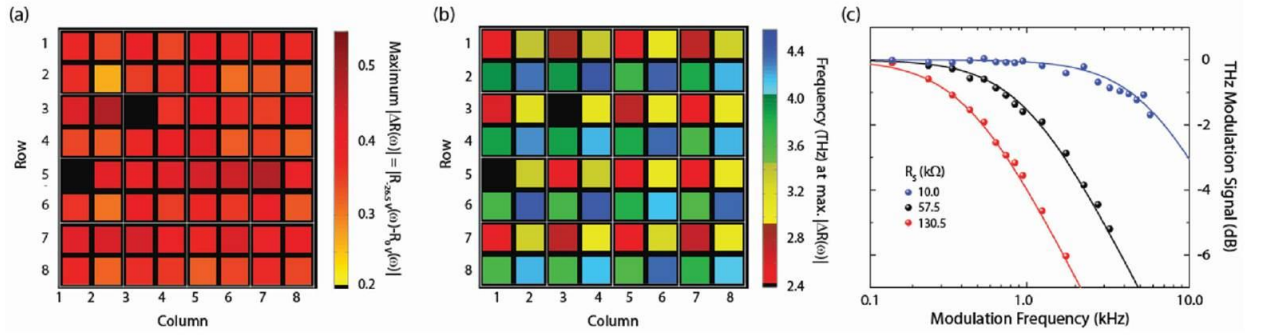 (a)
Row
1
2
3
4
5
6
7
8
1 2 3 4 5 6 7 8
Column
0.5
0.4
0.3
0.2
Maximum |ΔR(ω)| = |R-26.5 V(ω)-R0 V(ω)|
(b)
Row
1
2
3
4
5
6
7
8
1 2 3 4 5 6 7 8
Column
4.4
4.0
3.6
3.2
2.8
2.4
Frequency (THz) at max. |ΔR(ω)|
(c)
RS (kΩ)
10.0
57.5
130.5
0
-2
-4
-6
THz Modulation Signal (dB)
0.1 1.0 10.0
Modulation Frequency (kHz)